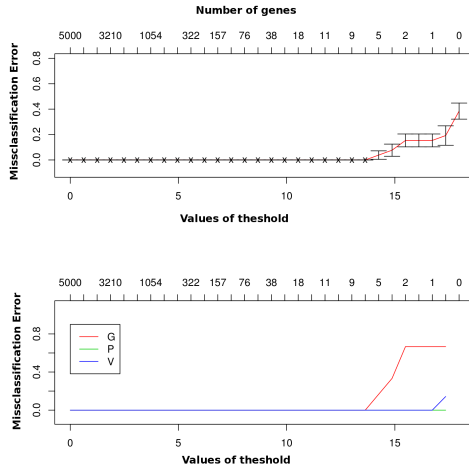 Number of genes
5000 3210 1054 322 157 76 38 18 11 9 5 2 1 0
Missclassification Error
0.8
0.6
0.4
0.2
0.0
0 5 10 15
Values of theshold
5000 3210 1054 322 157 76 38 18 11 9 5 2 1 0
Missclassification Error
0.8
0.4
0.0
G
P
V
0 5 10 15
Values of theshold